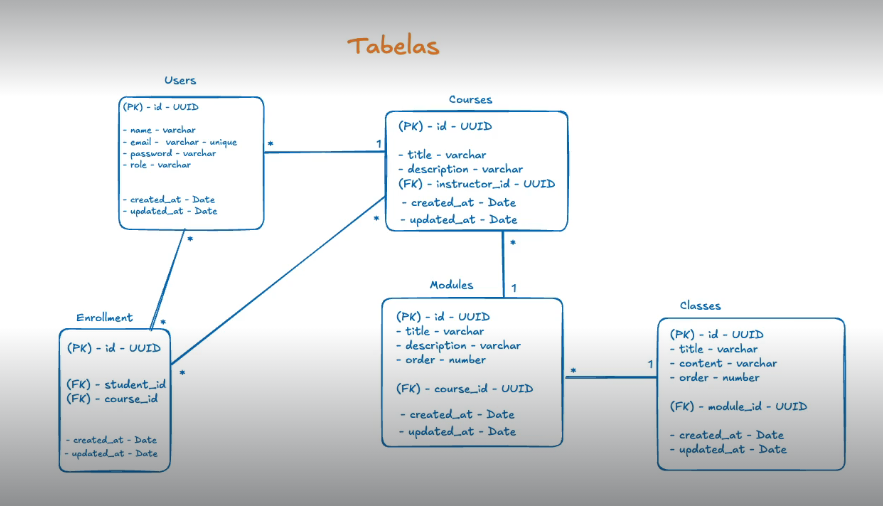 Tabelas
Users
(PK) - id - UUID
- name - varchar
- email - varchar - unique
- password - varchar
- role - varchar
- created_at - Date
- updated_at - Date
*
1
Courses
(PK) - id - UUID
- title - varchar
- description - varchar
(FK) - instructor_id - UUID
- created_at - Date
- updated_at - Date
*
*
*
*
*
1
Enrollment
(PK) - id - UUID
(FK) - student_id
(FK) - course_id
- created_at - Date
- updated_at - Date
Modules
(PK) - id - UUID
- title - varchar
- description - varchar
- order - number
(FK) - course_id - UUID
- created_at - Date
- updated_at - Date
*
1
Classes
(PK) - id - UUID
- title - varchar
- content - varchar
- order - number
(FK) - module_id - UUID
- created_at - Date
- updated_at - Date